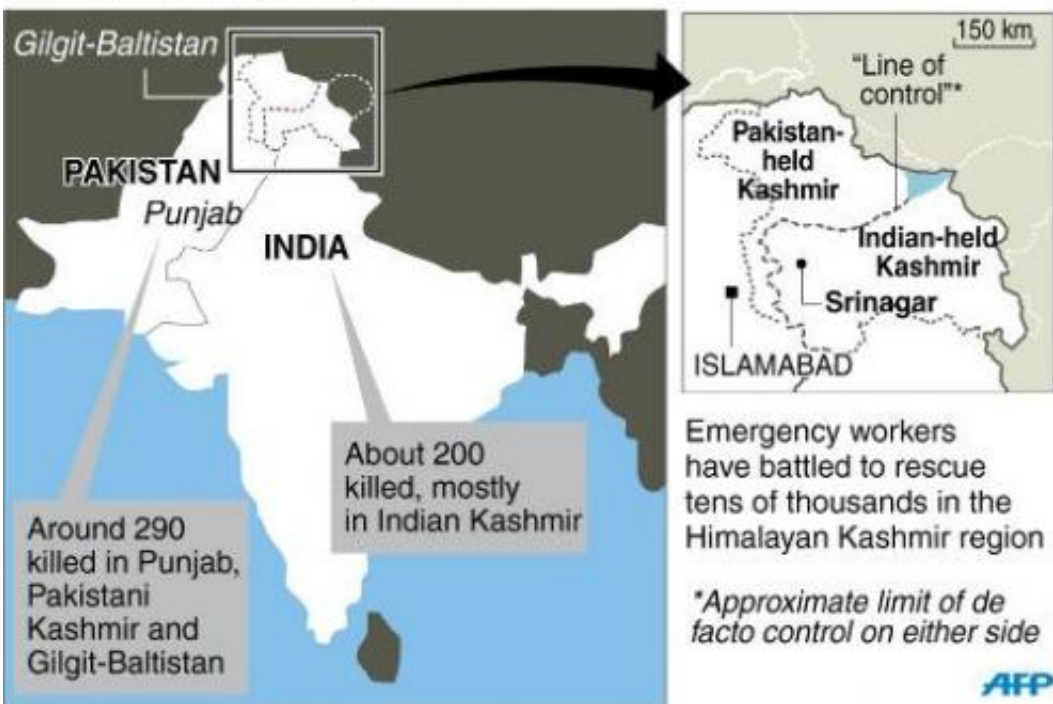 Gilgit-Baltistan
PAKISTAN
Punjab
INDIA
About 200
killed, mostly
in Indian Kashmir
Around 290
killed in Punjab,
Pakistani
Kashmir and
Gilgit-Baltistan
150 km
"Line of
control"*
Pakistan-
held
Kashmir
Indian-held
Kashmir
Srinagar
ISLAMABAD
Emergency workers
have battled to rescue
tens of thousands in the
Himalayan Kashmir region
*Approximate limit of de
facto control on either side
AFP